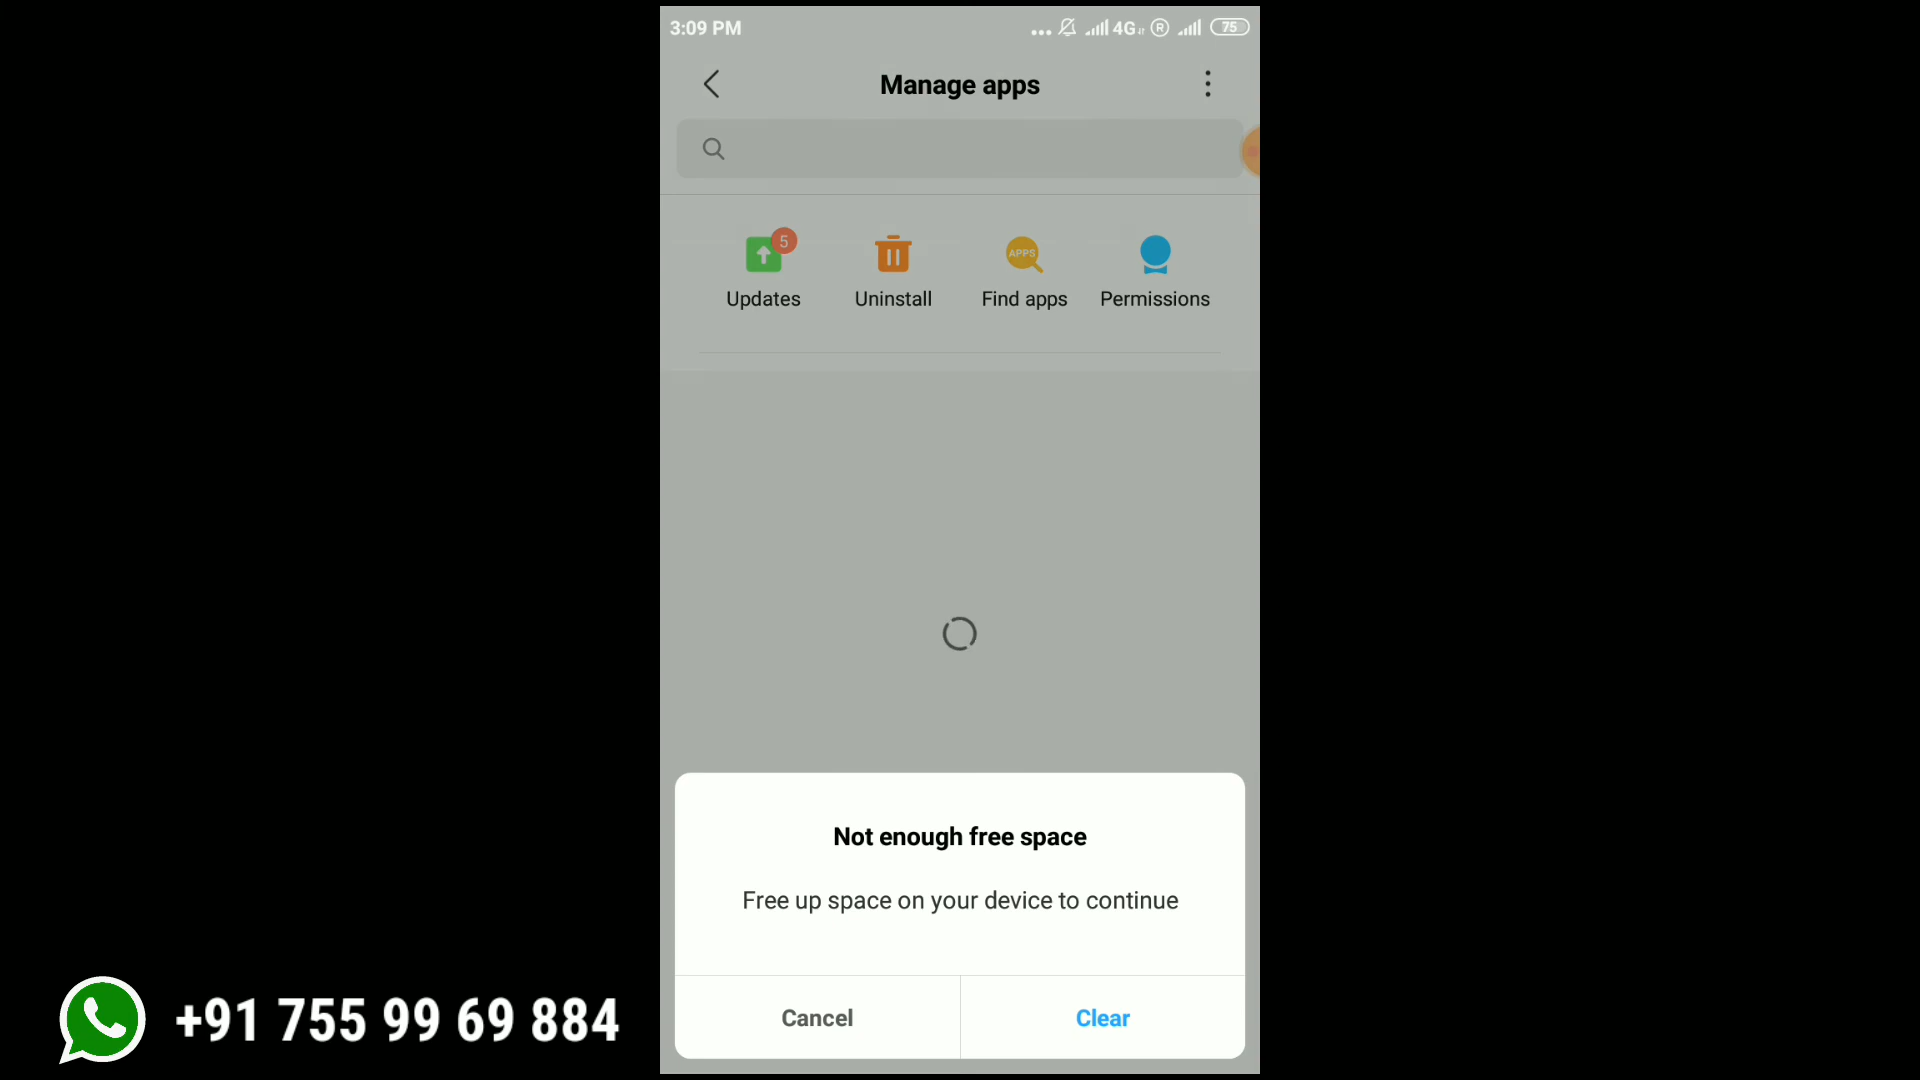 3:09 PM
4G R 75
Manage apps
5
APPS
Updates Uninstall Find apps Permissions
Not enough free space
Free up space on your device to continue
Cancel Clear
+91 755 99 69 884